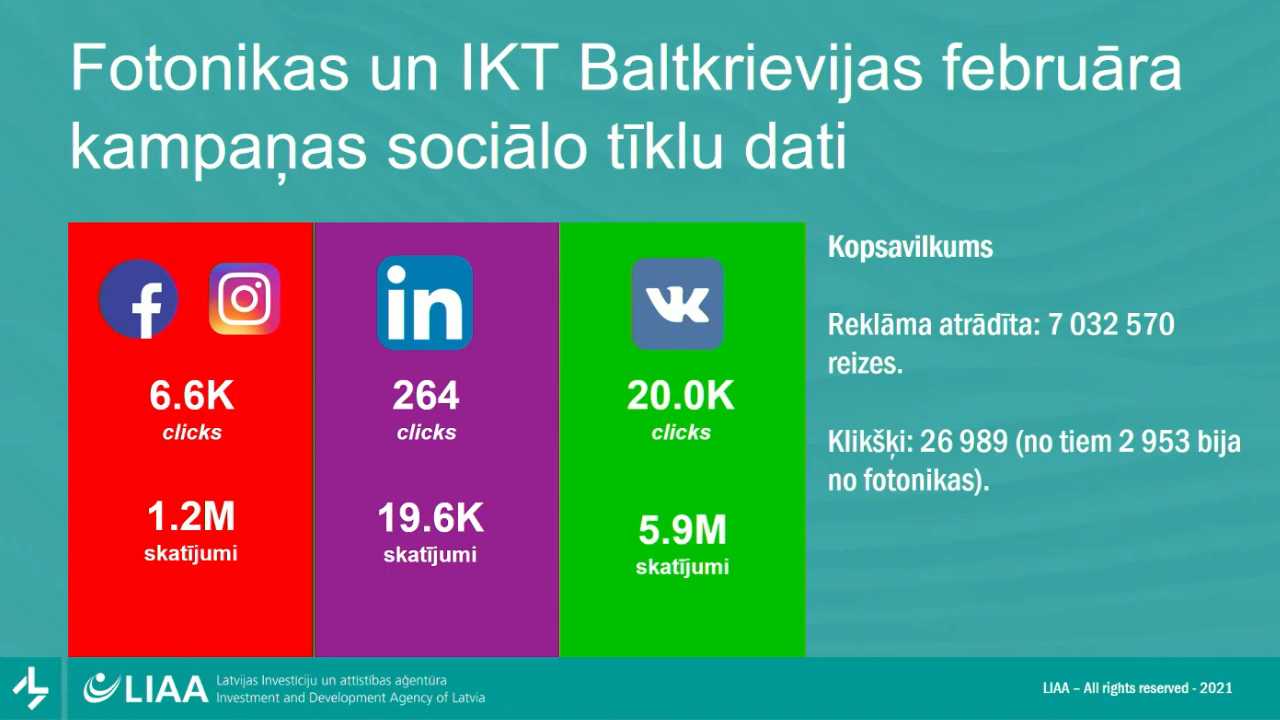 Fotonikas un IKT Baltkrievijas februāra
kampaņas sociālo tīklu dati
6.6K
clicks
1.2M
skatījumi
264
clicks
19.6K
skatījumi
20.0K
clicks
5.9M
skatījumi
Kopsavilkums
Reklāma atrādīta: 7 032 570
reizes.
Klikšķi: 26 989 (no tiem 2 953 bija
no fotonikas).
LIAA
Latvijas Investīciju un attīstības aģentūra
Investment and Development Agency of Latvia
LIAA – All rights reserved - 2021